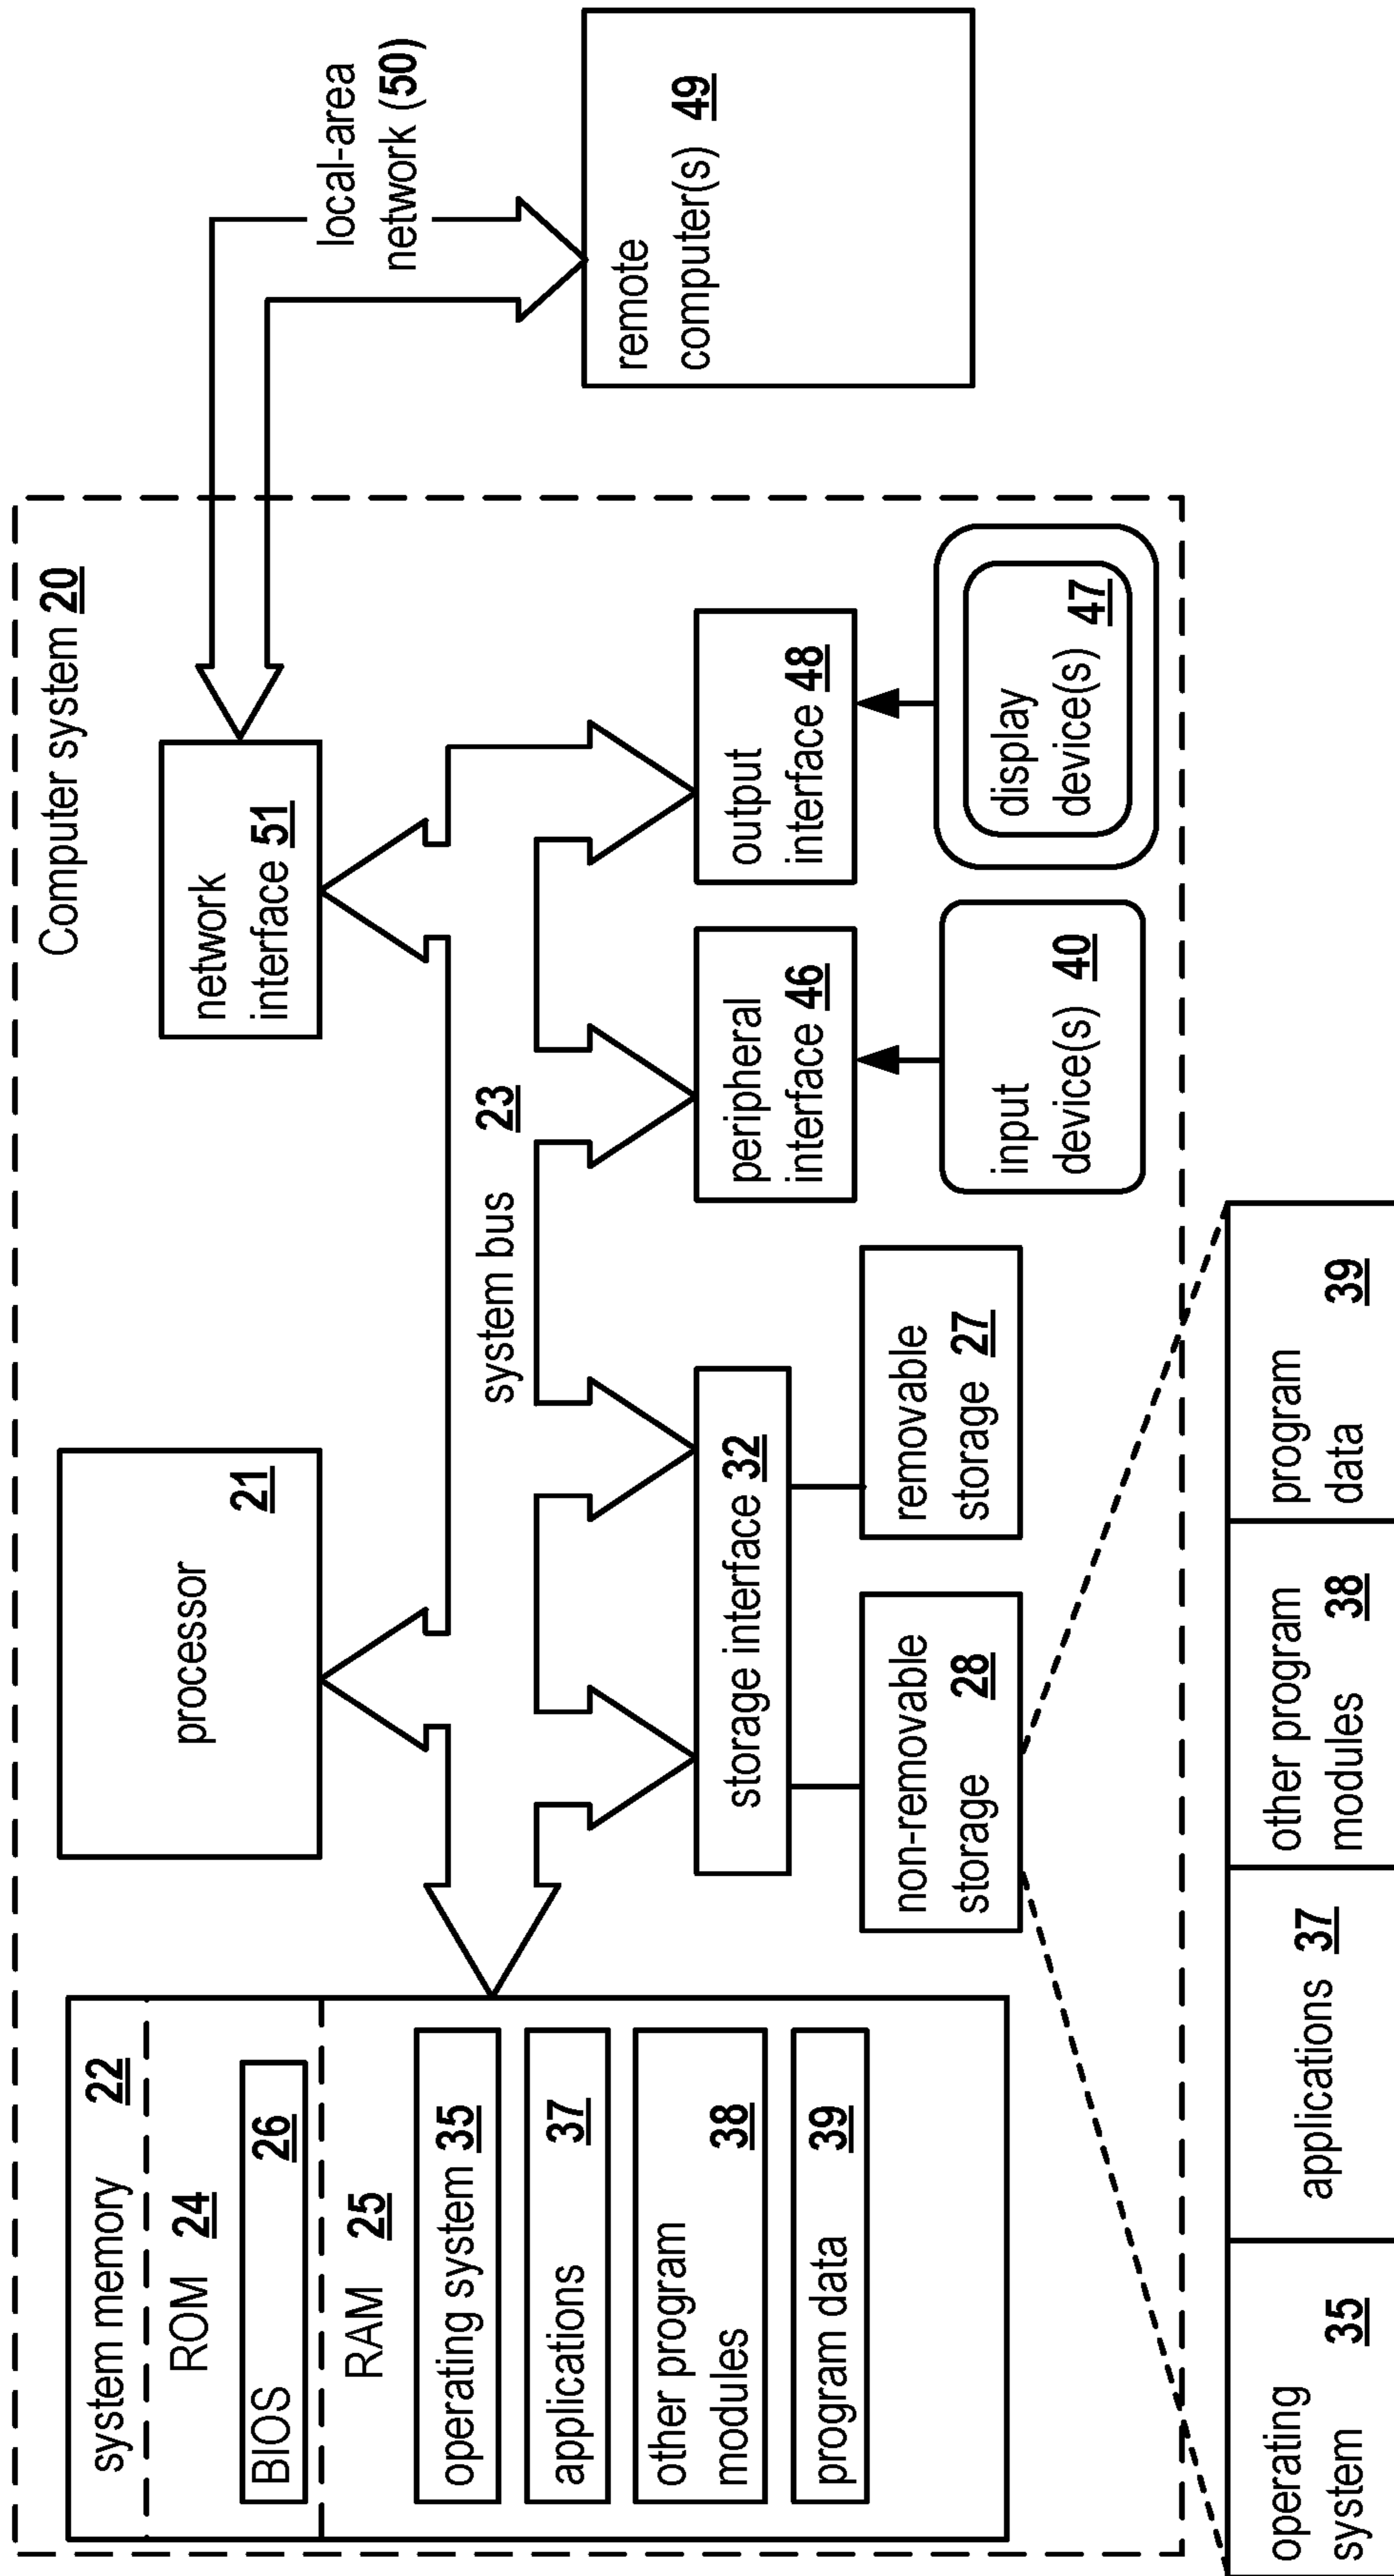 Computer system 20
system memory 22
ROM 24
BIOS 26
RAM 25
operating system 35
applications 37
other program
modules 38
program data 39
processor
21
network
interface 51
local-area
network (50)
system bus 23
storage interface 32
peripheral
interface 46
output
interface 48
remote
computer(s) 49
non-removable
storage 28
removable
storage 27
input
device(s) 40
display
device(s) 47
operating
system 35
applications 37
other program
modules 38
program
data 39